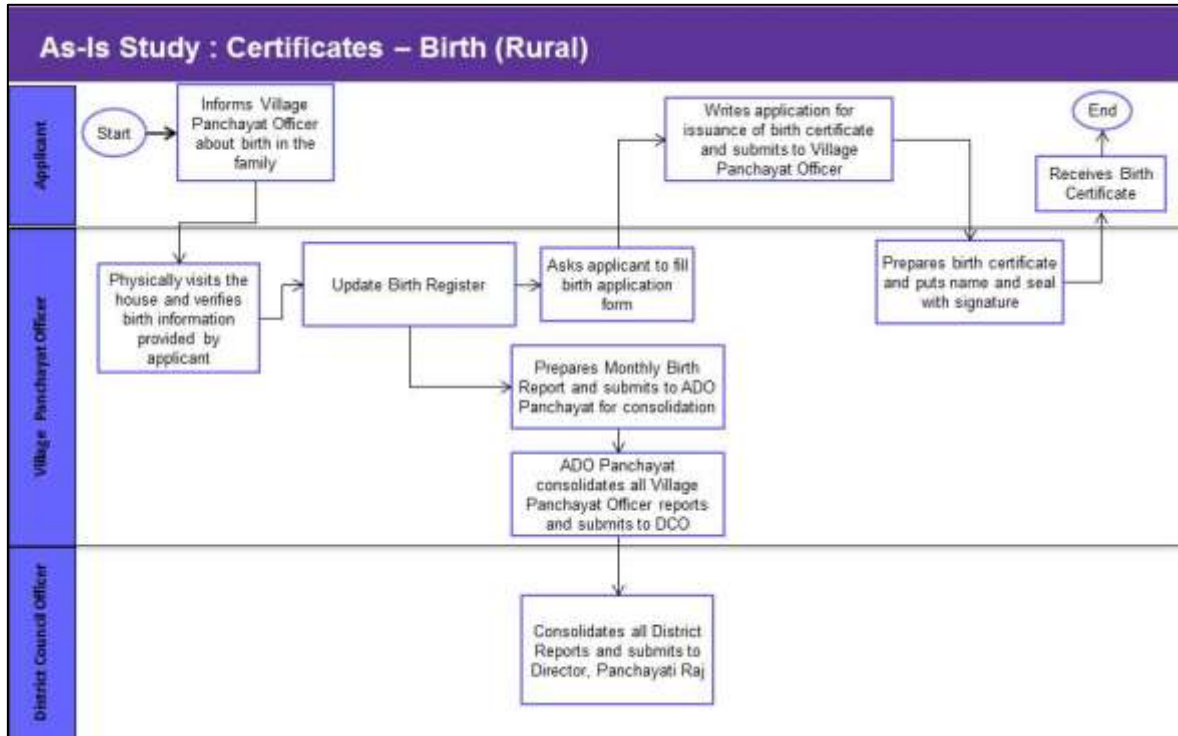 As-Is Study : Certificates – Birth (Rural)
Applicant
Start
Informs Village
Panchayat Officer
about birth in the
family
Writes application for
issuance of birth certificate
and submits to Village
Panchayat Officer
End
Receives Birth
Certificate
Village Panchayat Officer
Physically visits the
house and verifies
birth information
provided by
applicant
Update Birth Register
Asks applicant to fill
birth application
form
Prepares birth certificate
and puts name and seal
with signature
Prepares Monthly Birth
Report and submits to ADO
Panchayat for consolidation
ADO Panchayat
consolidates all Village
Panchayat Officer reports
and submits to DCO
District Council Officer
Consolidates all District
Reports and submits to
Director, Panchayati Raj